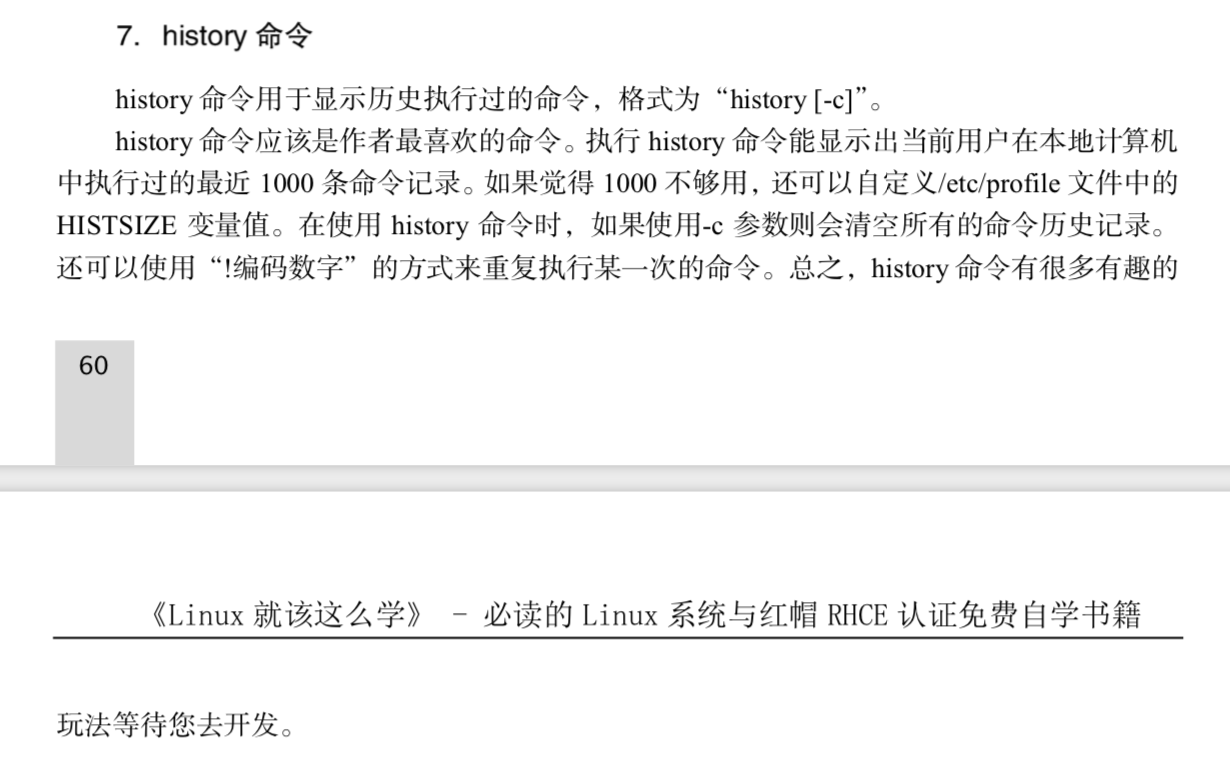 7. history 命令
history 命令用于显示历史执行过的命令，格式为“history [-c]”。
history 命令应该是作者最喜欢的命令。执行 history 命令能显示出当前用户在本地计算机
中执行过的最近 1000 条命令记录。如果觉得 1000 不够用，还可以自定义/etc/profile 文件中的
HISTSIZE 变量值。在使用 history 命令时，如果使用-c 参数则会清空所有的命令历史记录。
还可以使用“!编码数字”的方式来重复执行某一次的命令。总之，history 命令有很多有趣的
60
《Linux 就该这么学》 - 必读的 Linux 系统与红帽 RHCE 认证免费自学书籍
玩法等待您去开发。